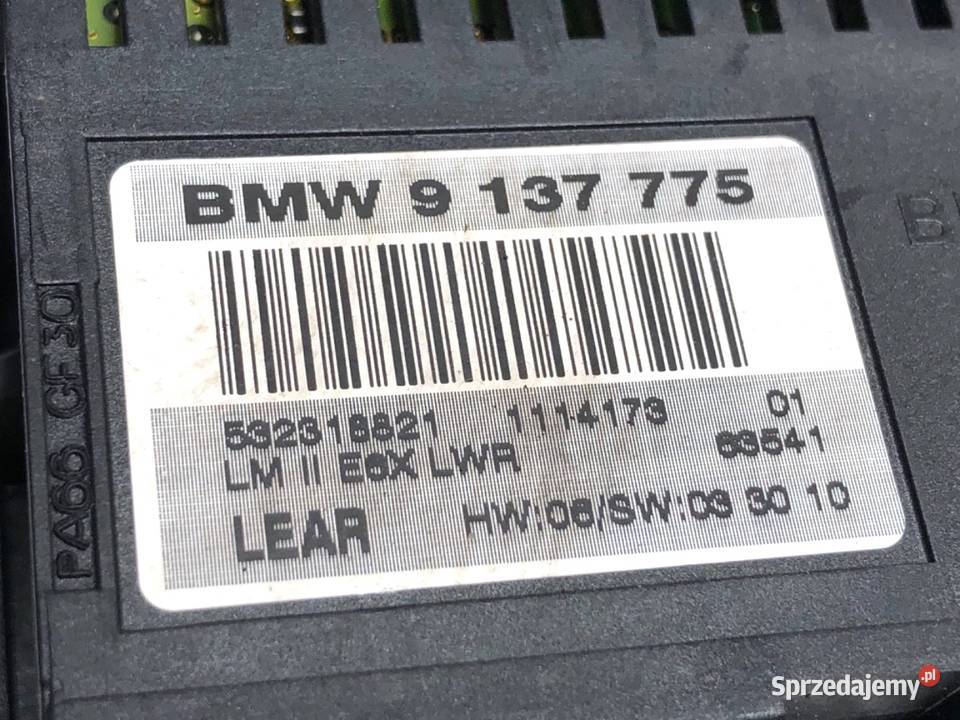 BMW 9 137 775
532318821 1114173 01
LM II E6X LWR 63541
LEAR HW:06/SW:03 30 10
PA66 GF30
Sprzedajemy.pl